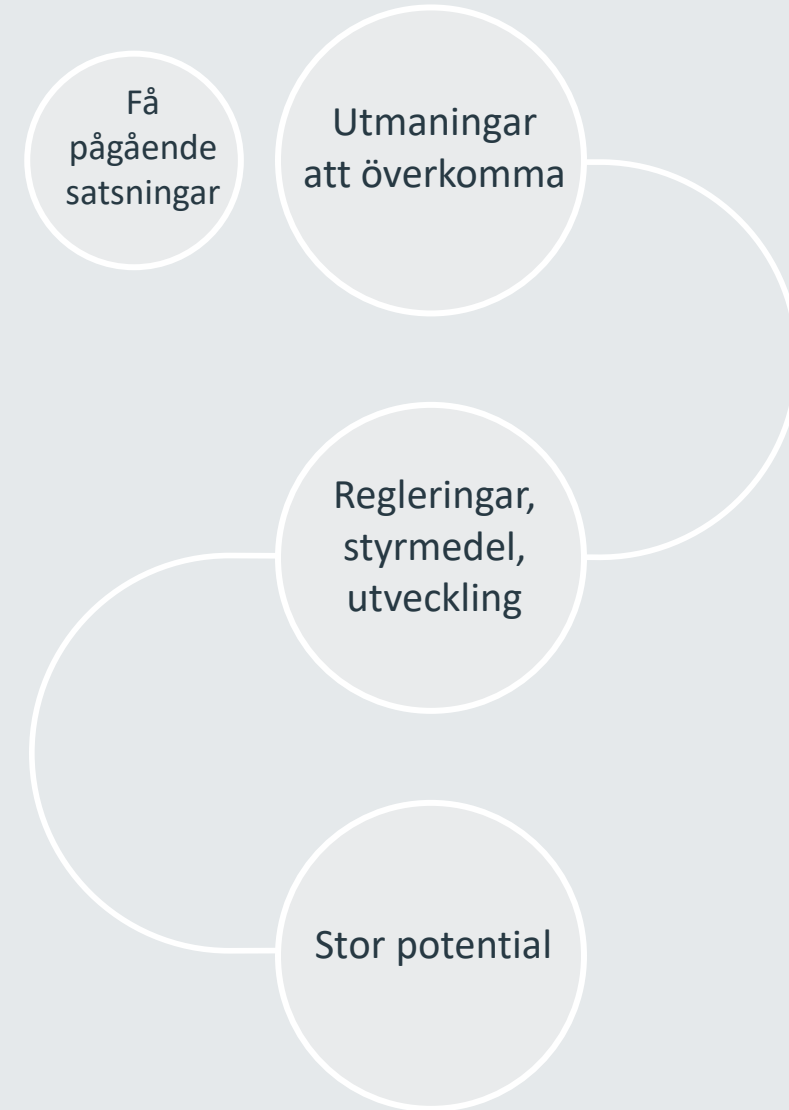 Få
pågående
satsningar
Utmaningar
att överkomma
Regleringar,
styrmedel,
utveckling
Stor potential